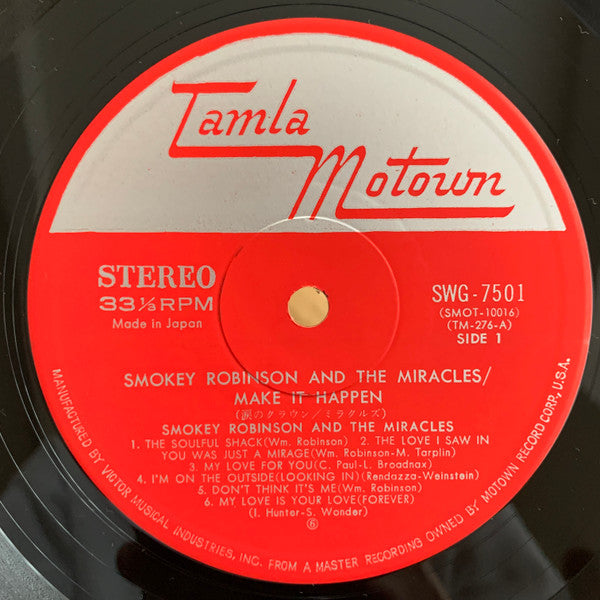 Tamla
Motown
STEREO
33 ⅓ RPM
Made in Japan
SWG-7501
(SMOT-10016)
(TM-276-A)
SIDE 1
SMOKEY ROBINSON AND THE MIRACLES/
MAKE IT HAPPEN
(涙のクラウン/ミラクルズ)
SMOKEY ROBINSON AND THE MIRACLES
1. THE SOULFUL SHACK(Wm. Robinson) 2. THE LOVE I SAW IN
YOU WAS JUST A MIRAGE(Wm. Robinson-M. Tarplin)
3. MY LOVE FOR YOU(C. Paul-L. Broadnax)
4. I'M ON THE OUTSIDE(LOOKING IN)(Rendazza-Weinstein)
5. DON'T THINK IT'S ME(Wm. Robinson)
6. MY LOVE IS YOUR LOVE(FOREVER)
(I. Hunter-S. Wonder)
⑥
MANUFACTURED BY VICTOR MUSICAL INDUSTRIES, INC. FROM A MASTER RECORDING OWNED BY MOTOWN RECORD CORP., U.S.A.